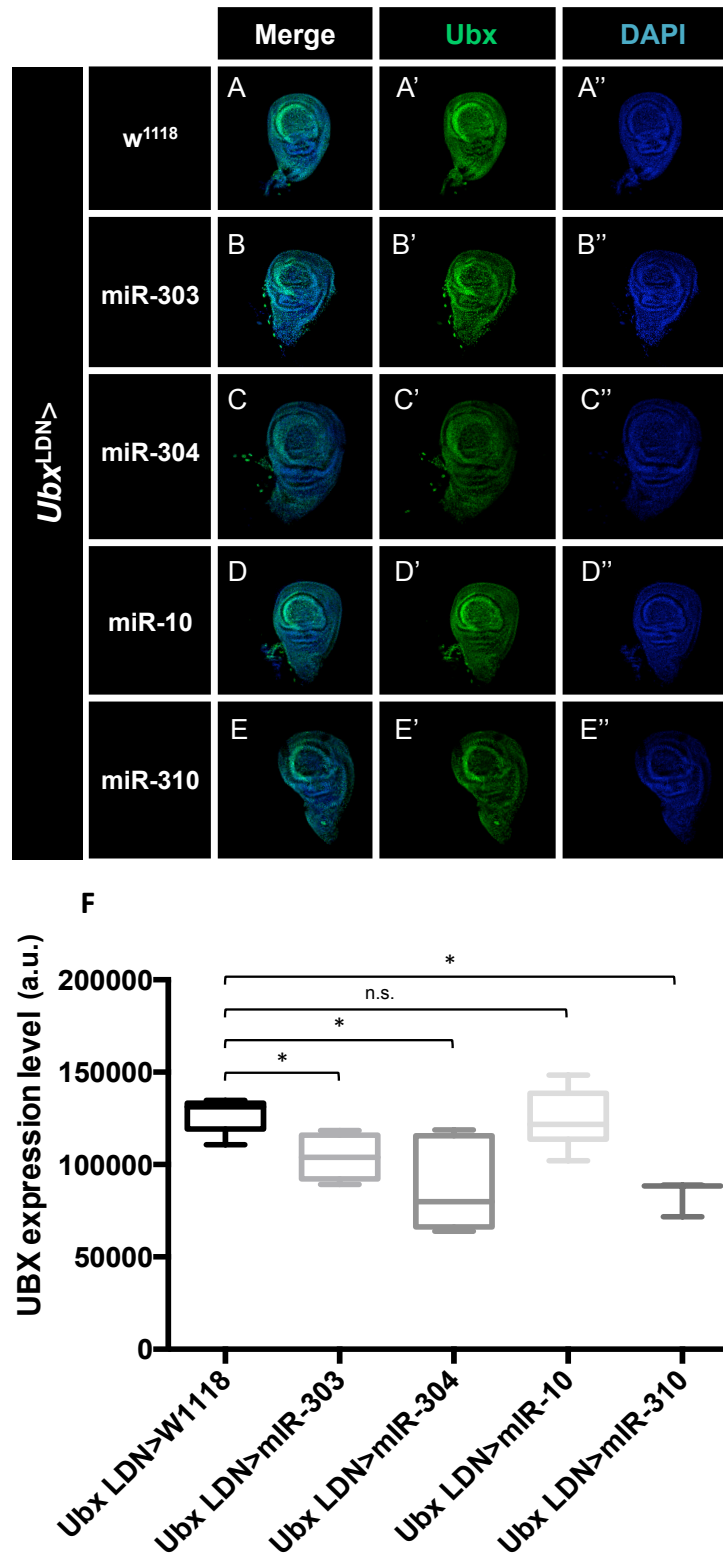 Merge Ubx DAPI
Ubx^LDN>
w^1118
A A' A''
miR-303
B B' B''
miR-304
C C' C''
miR-10
D D' D''
miR-310
E E' E''
F
UBX expression level (a.u.)
200000
150000
100000
50000
0
*
n.s.
*
*
Ubx LDN>W1118
Ubx LDN>mIR-303
Ubx LDN>mIR-304
Ubx LDN>mIR-10
Ubx LDN>mIR-310